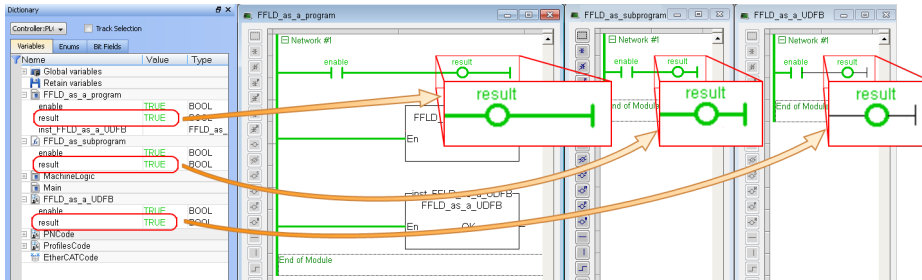 Dictionary
Controller:PL(
Track Selection
Variables Enums Bit Fields
Name Value Type
Global variables
Retain variables
FFLD_as_a_program
enable TRUE BOOL
result TRUE BOOL
inst_FFLD_as_a_UDFB FFLD_as_
FFLD_as_subprogram
enable TRUE BOOL
result TRUE BOOL
MachineLogic
Main
FFLD_as_a_UDFB
enable TRUE BOOL
result TRUE BOOL
PNCode
ProfilesCode
EtherCATCode
FFLD_as_a_program
Network #1
enable result
result
FFLD_
En
inst_FFLD_as_a_UDFB
FFLD_as_a_UDFB
En OK
End of Module
FFLD_as_subprogram
Network #1
enable result
result
End of Module
FFLD_as_a_UDFB
Network #1
enable result
result
End of Module